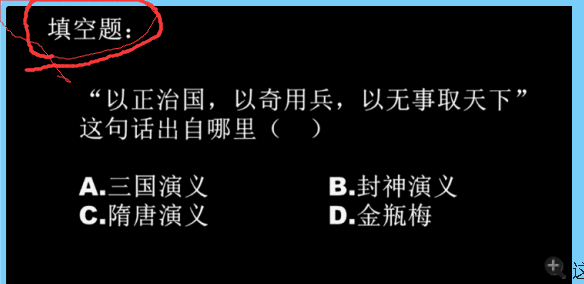 填空题：
“以正治国，以奇用兵，以无事取天下”
这句话出自哪里（　）
A.三国演义 B.封神演义
C.隋唐演义 D.金瓶梅